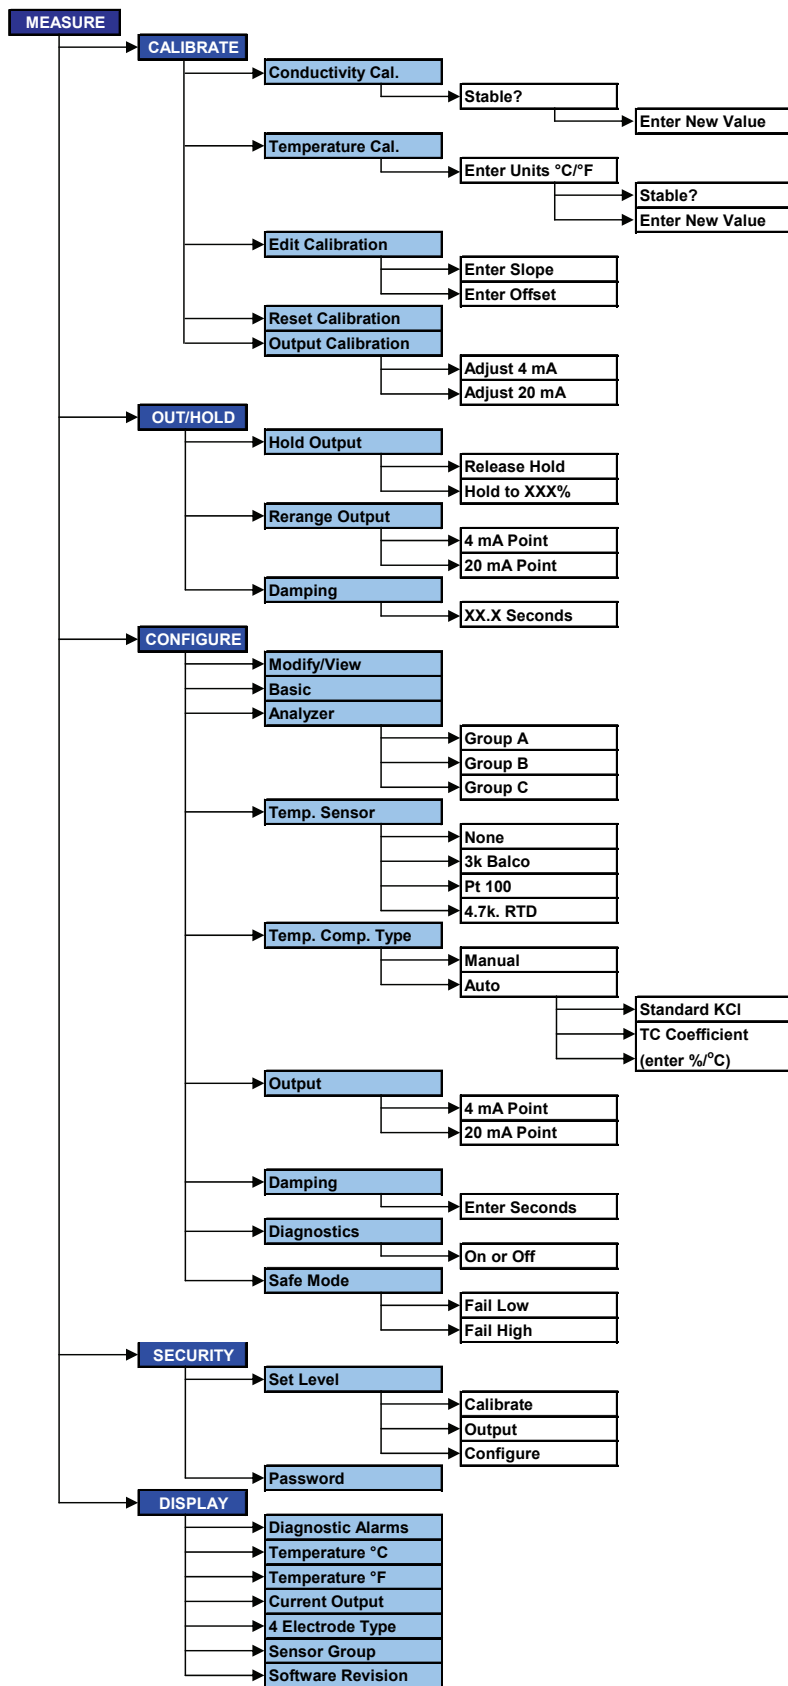 MEASURE
CALIBRATE
Conductivity Cal.
Stable?
Enter New Value
Temperature Cal.
Enter Units °C/°F
Stable?
Enter New Value
Edit Calibration
Enter Slope
Enter Offset
Reset Calibration
Output Calibration
Adjust 4 mA
Adjust 20 mA
OUT/HOLD
Hold Output
Release Hold
Hold to XXX%
Rerange Output
4 mA Point
20 mA Point
Damping
XX.X Seconds
CONFIGURE
Modify/View
Basic
Analyzer
Group A
Group B
Group C
Temp. Sensor
None
3k Balco
Pt 100
4.7k. RTD
Temp. Comp. Type
Manual
Auto
Standard KCl
TC Coefficient
(enter %/°C)
Output
4 mA Point
20 mA Point
Damping
Enter Seconds
Diagnostics
On or Off
Safe Mode
Fail Low
Fail High
SECURITY
Set Level
Calibrate
Output
Configure
Password
DISPLAY
Diagnostic Alarms
Temperature °C
Temperature °F
Current Output
4 Electrode Type
Sensor Group
Software Revision